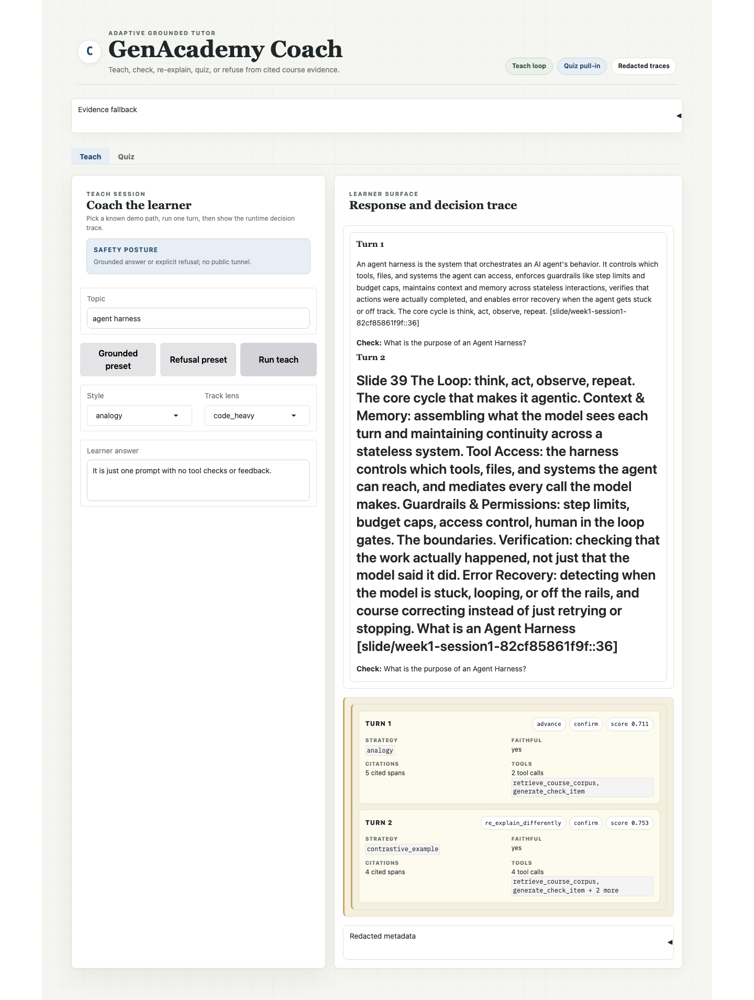 ADAPTIVE GROUNDED TUTOR
C
GenAcademy Coach
Teach, check, re-explain, quiz, or refuse from cited course evidence.
Teach loop
Quiz pull-in
Redacted traces
Evidence fallback
Teach
Quiz
TEACH SESSION
Coach the learner
Pick a known demo path, run one turn, then show the runtime decision
trace.
SAFETY POSTURE
Grounded answer or explicit refusal; no public tunnel.
Topic
agent harness
Grounded
preset
Refusal preset
Run teach
Style
Track lens
analogy
code_heavy
Learner answer
It is just one prompt with no tool checks or feedback.
LEARNER SURFACE
Response and decision trace
Turn 1
An agent harness is the system that orchestrates an AI agent's behavior. It controls which
tools, files, and systems the agent can access, enforces guardrails like step limits and
budget caps, maintains context and memory across stateless interactions, verifies that
actions were actually completed, and enables error recovery when the agent gets stuck
or off track. The core cycle is think, act, observe, repeat. [slide/week1-session1-
82cf85861f9f::36]
Check: What is the purpose of an Agent Harness?
Turn 2
Slide 39 The Loop: think, act, observe, repeat.
The core cycle that makes it agentic. Context &
Memory: assembling what the model sees each
turn and maintaining continuity across a
stateless system. Tool Access: the harness
controls which tools, files, and systems the agent
can reach, and mediates every call the model
makes. Guardrails & Permissions: step limits,
budget caps, access control, human in the loop
gates. The boundaries. Verification: checking that
the work actually happened, not just that the
model said it did. Error Recovery: detecting when
the model is stuck, looping, or off the rails, and
course correcting instead of just retrying or
stopping. What is an Agent Harness
[slide/week1-session1-82cf85861f9f::36]
Check: What is the purpose of an Agent Harness?
TURN 1
advance
confirm
score 0.711
STRATEGY
analogy
FAITHFUL
yes
CITATIONS
5 cited spans
TOOLS
2 tool calls
retrieve_course_corpus,
generate_check_item
TURN 2
re_explain_differently
confirm
score 0.753
STRATEGY
contrastive_example
FAITHFUL
yes
CITATIONS
4 cited spans
TOOLS
4 tool calls
retrieve_course_corpus,
generate_check_item + 2 more
Redacted metadata